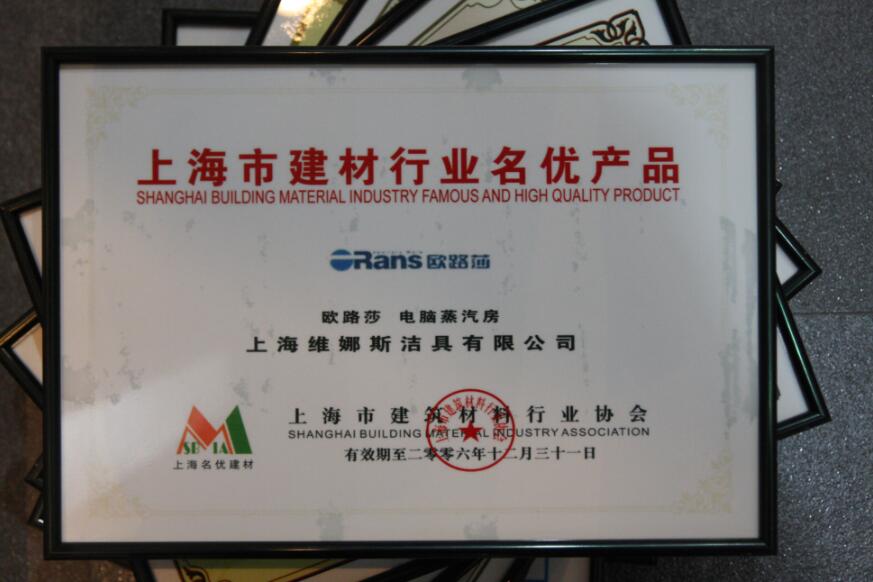 上海市建材行业名优产品
SHANGHAI BUILDING MATERIAL INDUSTRY FAMOUS AND HIGH QUALITY PRODUCT
ORans 欧路莎
欧路莎 电脑蒸汽房
上海维娜斯洁具有限公司
上海市建筑材料行业协会
SHANGHAI BUILDING MATERIAL INDUSTRY ASSOCIATION
有效期至二零零六年十二月三十一日
SBMIA
上海名优建材